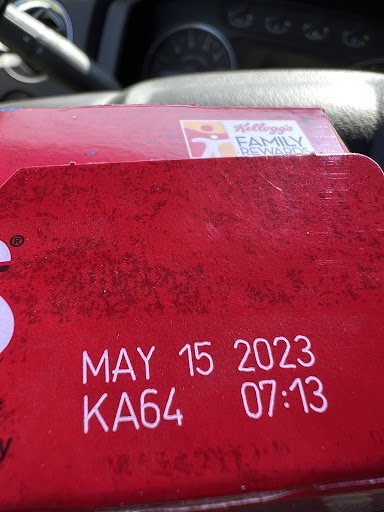 Kellogg's
FAMILY
REWARDS
®
MAY 15 2023
KA64 07:13